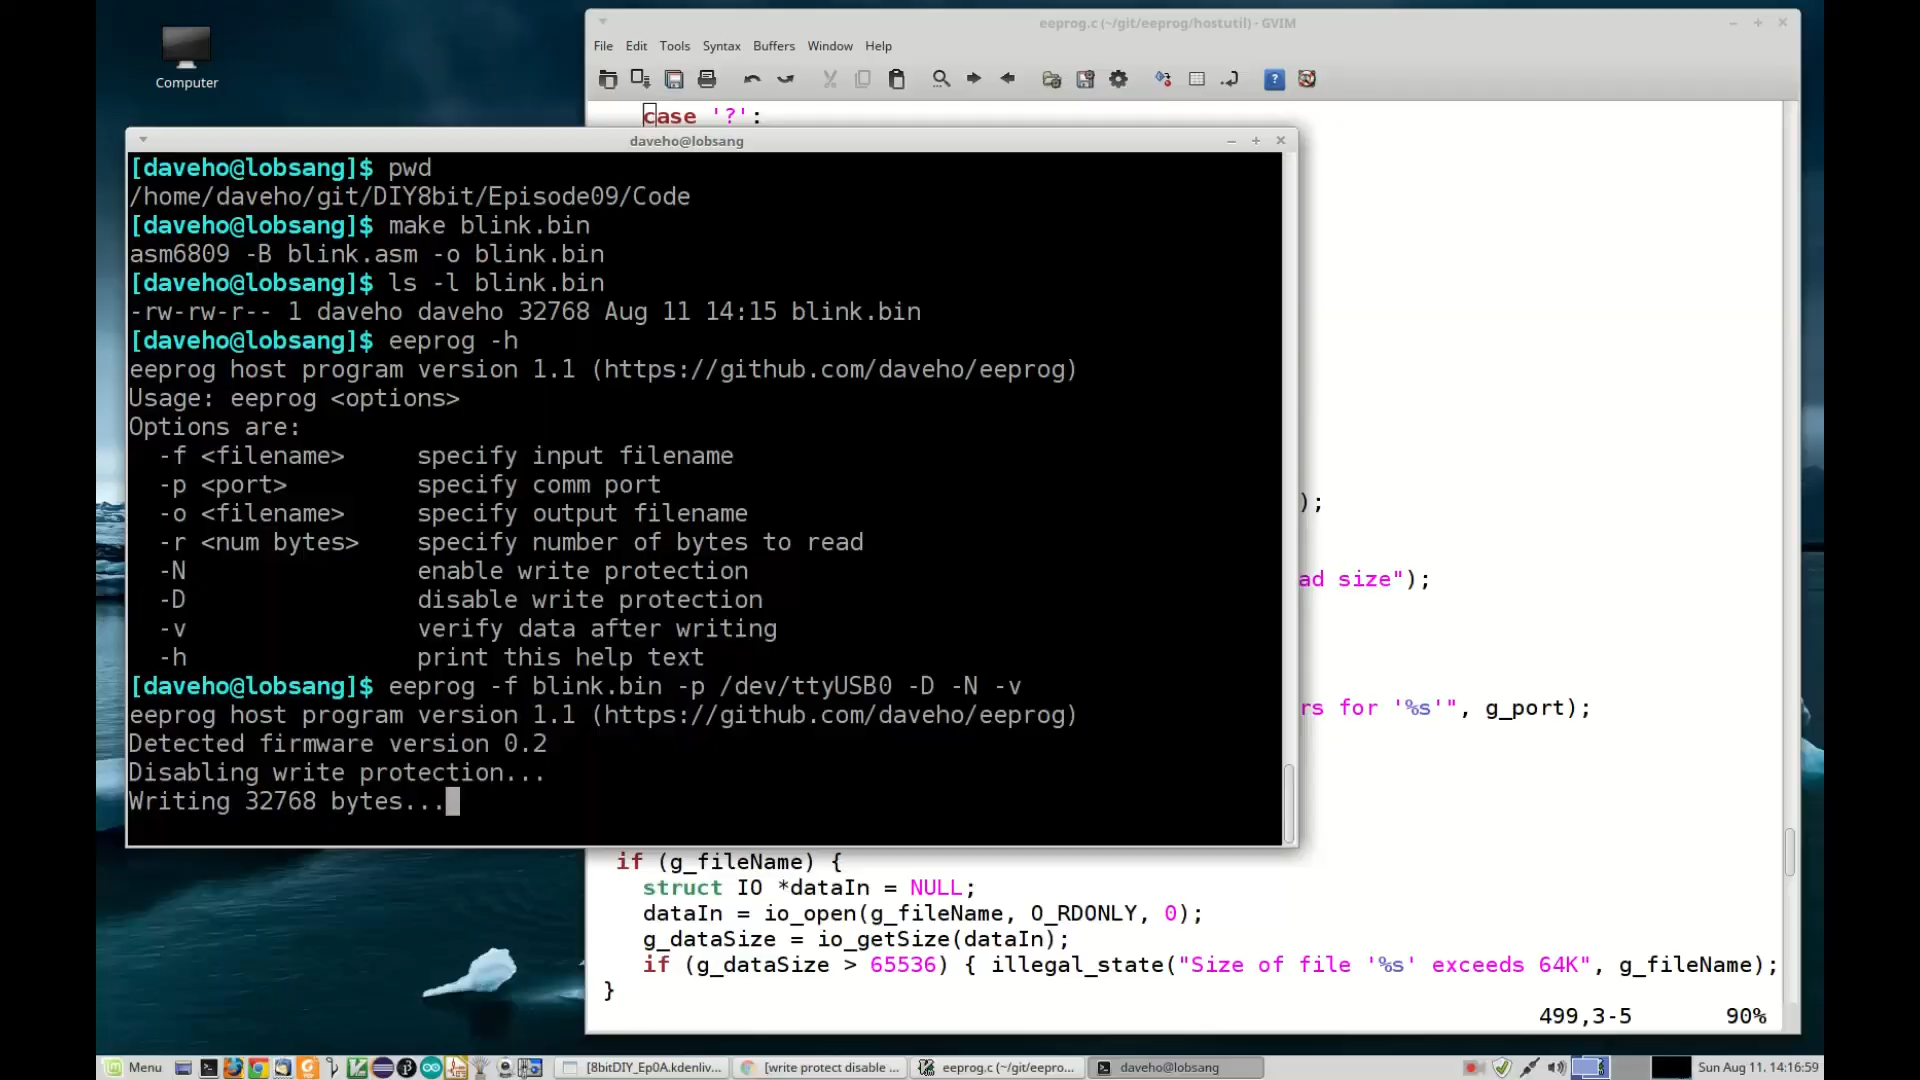 Computer
eeprog.c (~/git/eeprog/hostutil) - GVIM
File Edit Tools Syntax Buffers Window Help
case '?':
daveho@lobsang
[daveho@lobsang]$ pwd
/home/daveho/git/DIY8bit/Episode09/Code
[daveho@lobsang]$ make blink.bin
asm6809 -B blink.asm -o blink.bin
[daveho@lobsang]$ ls -l blink.bin
-rw-rw-r-- 1 daveho daveho 32768 Aug 11 14:15 blink.bin
[daveho@lobsang]$ eeprog -h
eeprog host program version 1.1 (https://github.com/daveho/eeprog)
Usage: eeprog <options>
Options are:
-f <filename> specify input filename
-p <port> specify comm port
-o <filename> specify output filename
);
-r <num bytes> specify number of bytes to read
-N enable write protection
ad size");
-D disable write protection
-v verify data after writing
-h print this help text
[daveho@lobsang]$ eeprog -f blink.bin -p /dev/ttyUSB0 -D -N -v
rs for '%s'", g_port);
eeprog host program version 1.1 (https://github.com/daveho/eeprog)
Detected firmware version 0.2
Disabling write protection...
Writing 32768 bytes...
if (g_fileName) {
struct IO *dataIn = NULL;
dataIn = io_open(g_fileName, O_RDONLY, 0);
g_dataSize = io_getSize(dataIn);
if (g_dataSize > 65536) { illegal_state("Size of file '%s' exceeds 64K", g_fileName);
}
499,3-5 90%
Menu [8bitDIY_Ep0A.kdenliv... [write protect disable ... eeprog.c (~/git/eepro... daveho@lobsang Sun Aug 11, 14:16:59